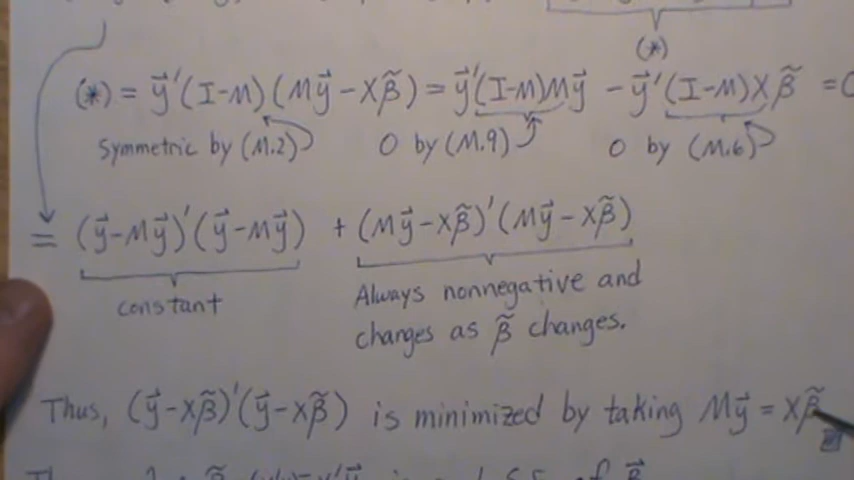 (*)
(*) = y⃗'(I-M)(My⃗ - Xβ̃) = y⃗'(I-M)My⃗ - y⃗'(I-M)Xβ̃ = 0
symmetric by (M.2) 0 by (M.9) 0 by (M.6)
= (y⃗-My⃗)'(y⃗-My⃗) + (My⃗-Xβ̃)'(My⃗-Xβ̃)
constant Always nonnegative and
changes as β̃ changes.
Thus, (y⃗-Xβ̃)'(y⃗-Xβ̃) is minimized by taking My⃗ = Xβ̃